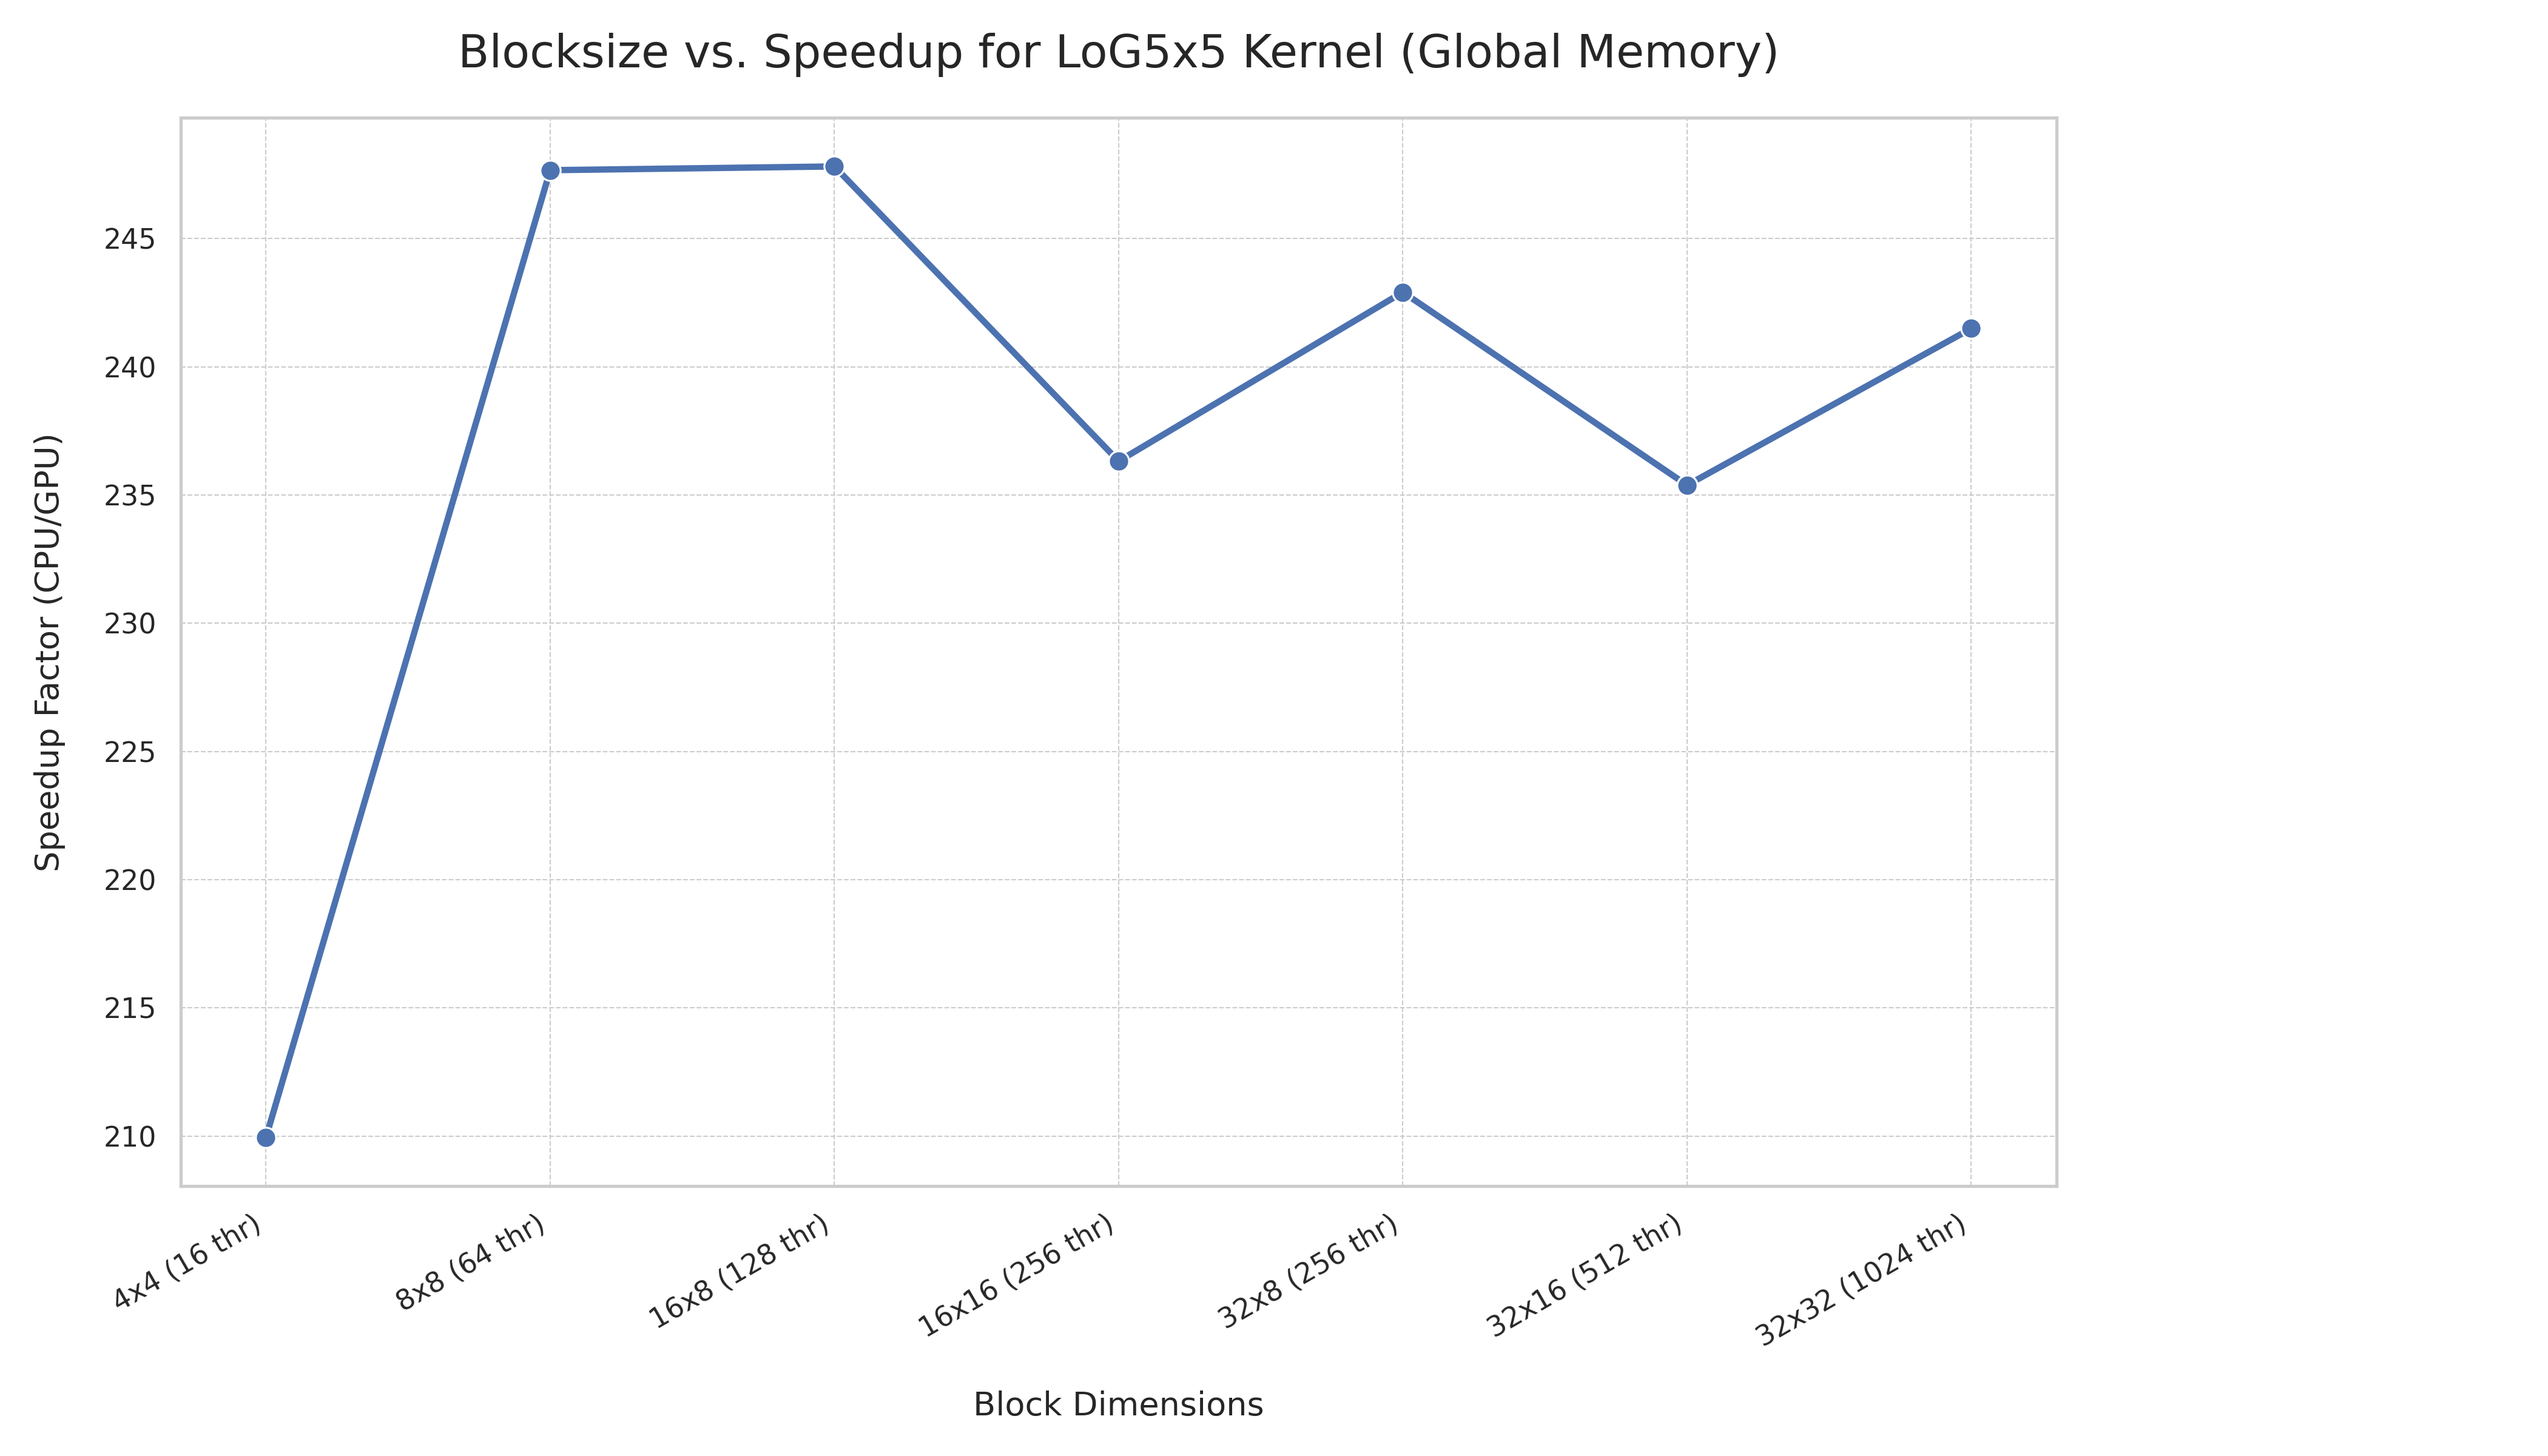 Blocksize vs. Speedup for LoG5x5 Kernel (Global Memory)
Speedup Factor (CPU/GPU)
245
240
235
230
225
220
215
210
4x4 (16 thr)
8x8 (64 thr)
16x8 (128 thr)
16x16 (256 thr)
32x8 (256 thr)
32x16 (512 thr)
32x32 (1024 thr)
Block Dimensions